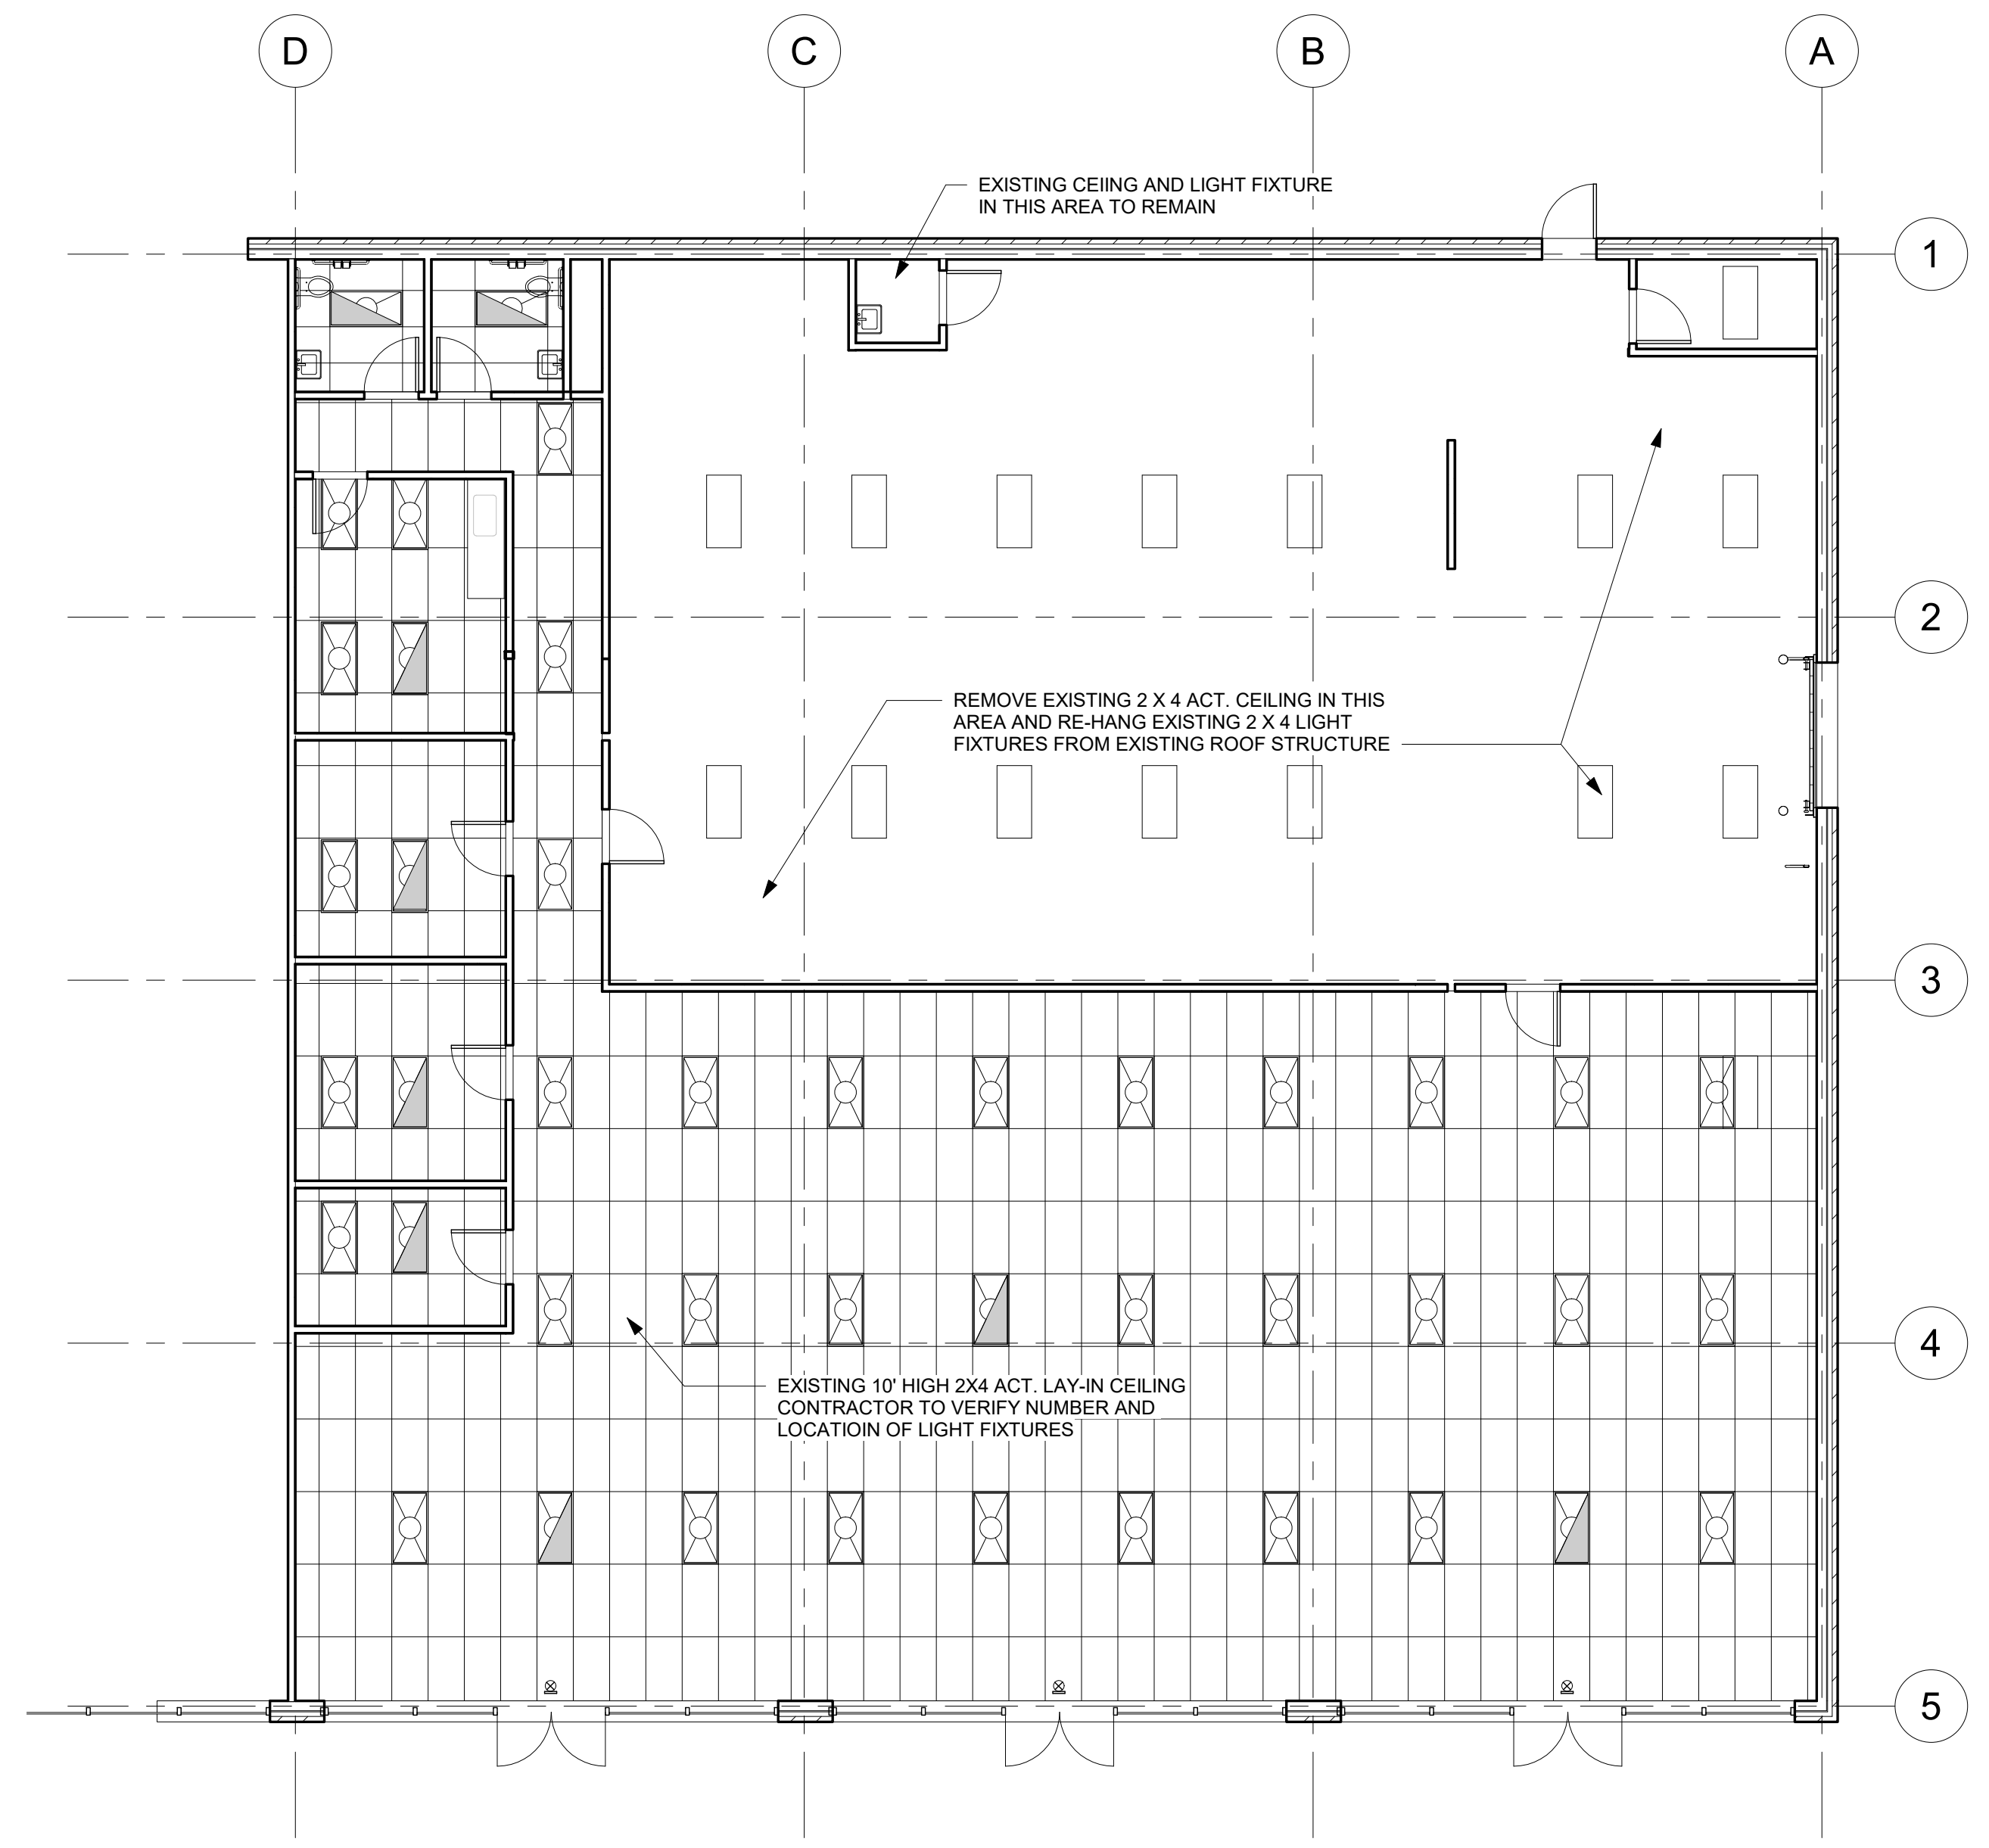 D
C
B
A
EXISTING CEIING AND LIGHT FIXTURE
IN THIS AREA TO REMAIN
1
2
REMOVE EXISTING 2 X 4 ACT. CEILING IN THIS
AREA AND RE-HANG EXISTING 2 X 4 LIGHT
FIXTURES FROM EXISTING ROOF STRUCTURE
3
4
EXISTING 10' HIGH 2X4 ACT. LAY-IN CEILING
CONTRACTOR TO VERIFY NUMBER AND
LOCATIOIN OF LIGHT FIXTURES
5